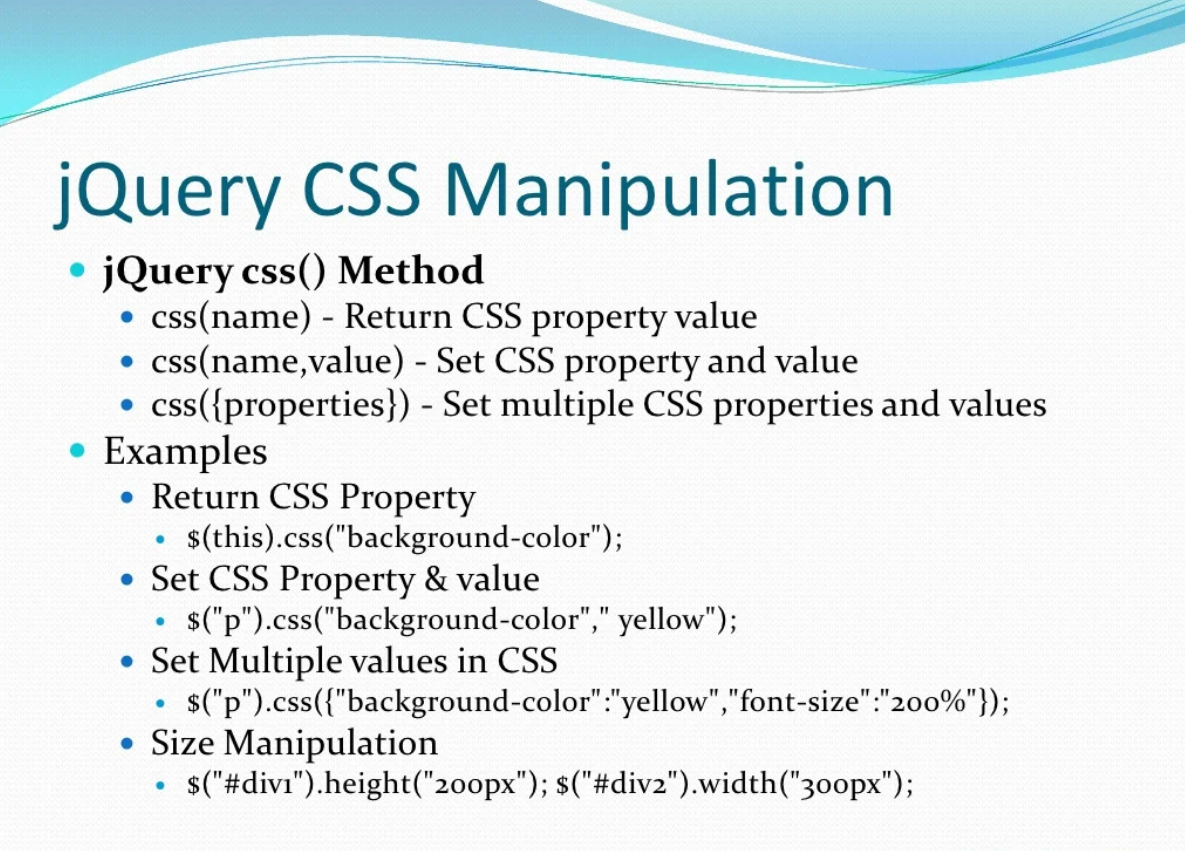 jQuery CSS Manipulation
jQuery css() Method
css(name) - Return CSS property value
css(name,value) - Set CSS property and value
css({properties}) - Set multiple CSS properties and values
Examples
Return CSS Property
$(this).css("background-color");
Set CSS Property & value
$("p").css("background-color"," yellow");
Set Multiple values in CSS
$("p").css({"background-color":"yellow","font-size":"200%"});
Size Manipulation
$("#div1").height("200px"); $("#div2").width("300px");